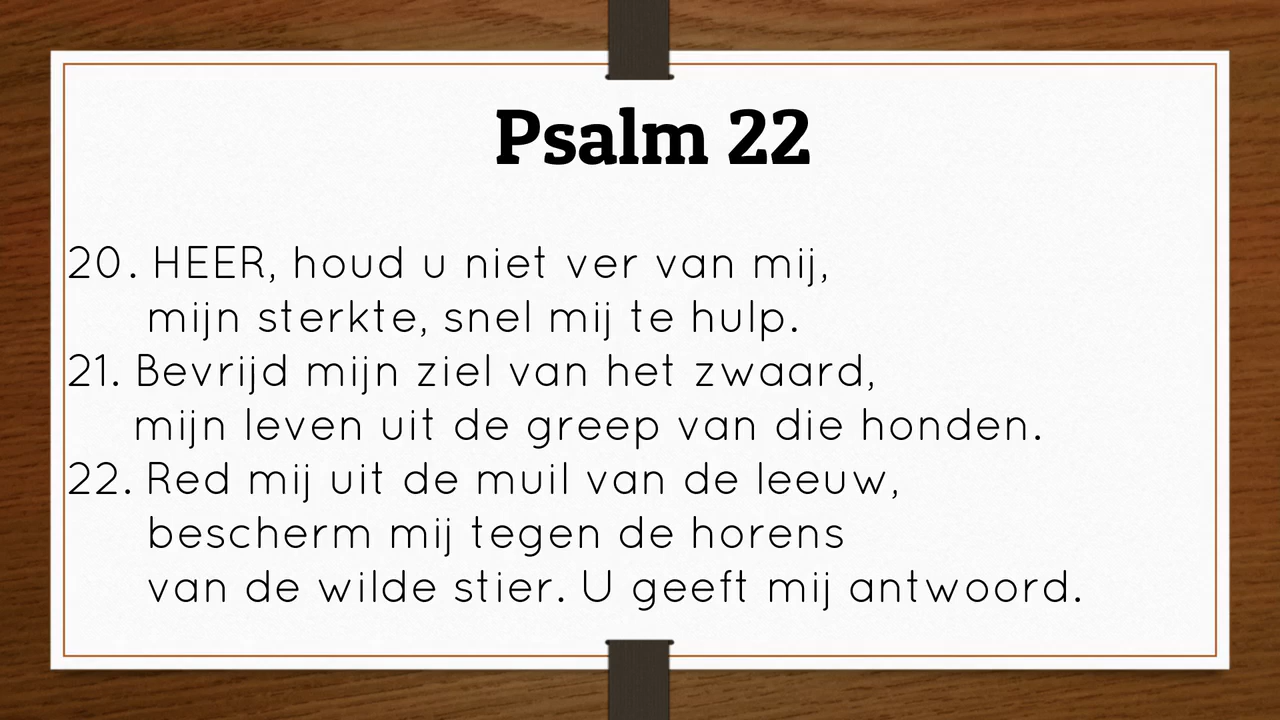 Psalm 22
20. HEER, houd u niet ver van mij,
mijn sterkte, snel mij te hulp.
21. Bevrijd mijn ziel van het zwaard,
mijn leven uit de greep van die honden.
22. Red mij uit de muil van de leeuw,
bescherm mij tegen de horens
van de wilde stier. U geeft mij antwoord.